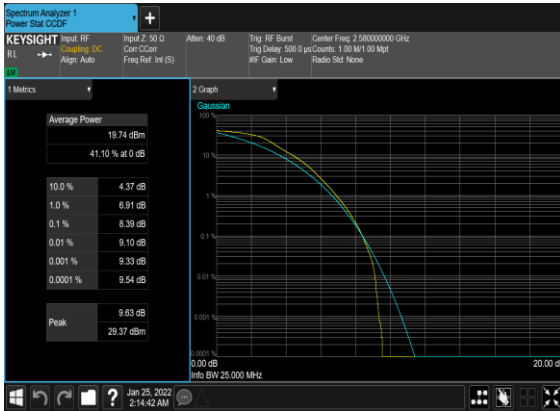 Spectrum Analyzer 1
Power Stat CCDF
KEYSIGHT
RL
LV
Input: RF
Coupling: DC
Align: Auto
Input Z: 50 Ω
Corr CCorr
Freq Ref: Int (S)
Atten: 40 dB
Trig: RF Burst
Trig Delay: 500.0 µs
#IF Gain: Low
Center Freq: 2.580000000 GHz
Counts: 1.00 M/1.00 Mpt
Radio Std: None
1 Metrics
Average Power
19.74 dBm
41.10 % at 0 dB
10.0 % 4.37 dB
1.0 % 6.91 dB
0.1 % 8.39 dB
0.01 % 9.10 dB
0.001 % 9.33 dB
0.0001 % 9.54 dB
Peak
9.63 dB
29.37 dBm
2 Graph
Gaussian
100 %
10 %
1 %
0.1 %
0.01 %
0.001 %
0.0001 %
0.00 dB
20.00 d
Info BW 25.000 MHz
?
Jan 25, 2022
2:14:42 AM